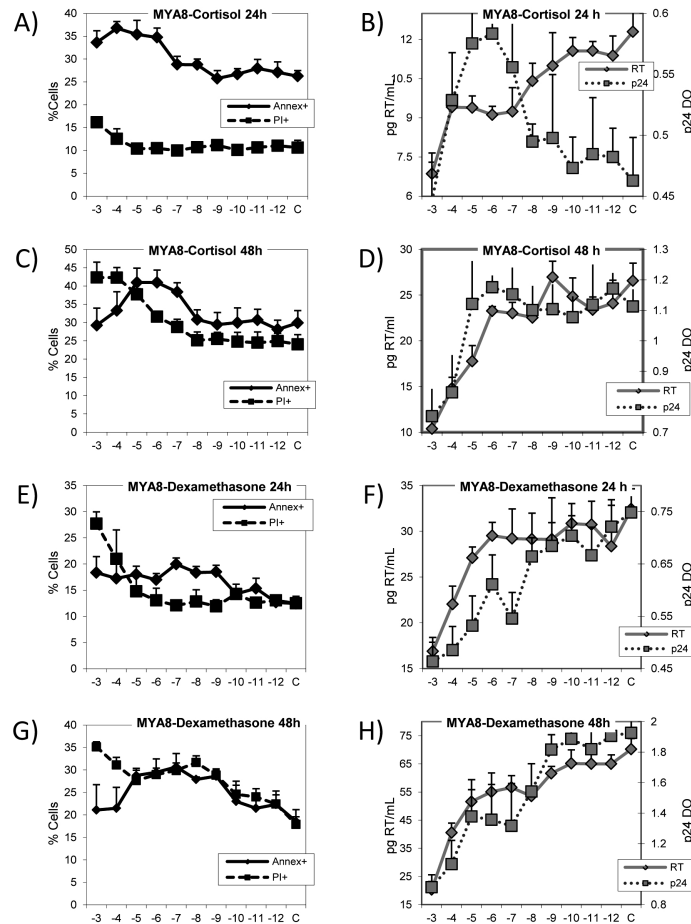 A)
MYA8-Cortisol 24h
%Cells
40
35
30
25
20
15
10
5
0
Annex+
PI+
-3 -4 -5 -6 -7 -8 -9 -10 -11 -12 C
B)
MYA8-Cortisol 24 h
pg RT/mL
12
10.5
9
7.5
6
0.6
0.55
0.5
0.45
p24 DO
RT
p24
-3 -4 -5 -6 -7 -8 -9 -10 -11 -12 C
C)
MYA8-Cortisol 48h
% Cells
50
45
40
35
30
25
20
15
10
5
0
Annex+
PI+
-3 -4 -5 -6 -7 -8 -9 -10 -11 -12 C
D)
MYA8-Cortisol 48 h
pg RT/ml
30
25
20
15
10
1.3
1.2
1.1
1
0.9
0.8
0.7
p24 DO
RT
p24
-3 -4 -5 -6 -7 -8 -9 -10 -11 -12 C
E)
MYA8-Dexamethasone 24h
% Cells
35
30
25
20
15
10
5
0
Annex+
PI+
-3 -4 -5 -6 -7 -8 -9 -10 -11 -12 C
F)
MYA8-Dexamethasone 24 h
pg RT/mL
35
30
25
20
15
0.75
0.65
0.55
0.45
p24 DO
RT
p24
-3 -4 -5 -6 -7 -8 -9 -10 -11 -12 C
G)
MYA8-Dexamethasone 48h
% Cells
40
35
30
25
20
15
10
5
0
Annex+
PI+
-3 -4 -5 -6 -7 -8 -9 -10 -11 -12 C
H)
MYA8-Dexamethasone 48h
pg RT/mL
75
65
55
45
35
25
15
2
1.8
1.6
1.4
1.2
1
0.8
p24 DO
RT
p24
-3 -4 -5 -6 -7 -8 -9 -10 -11 -12 C